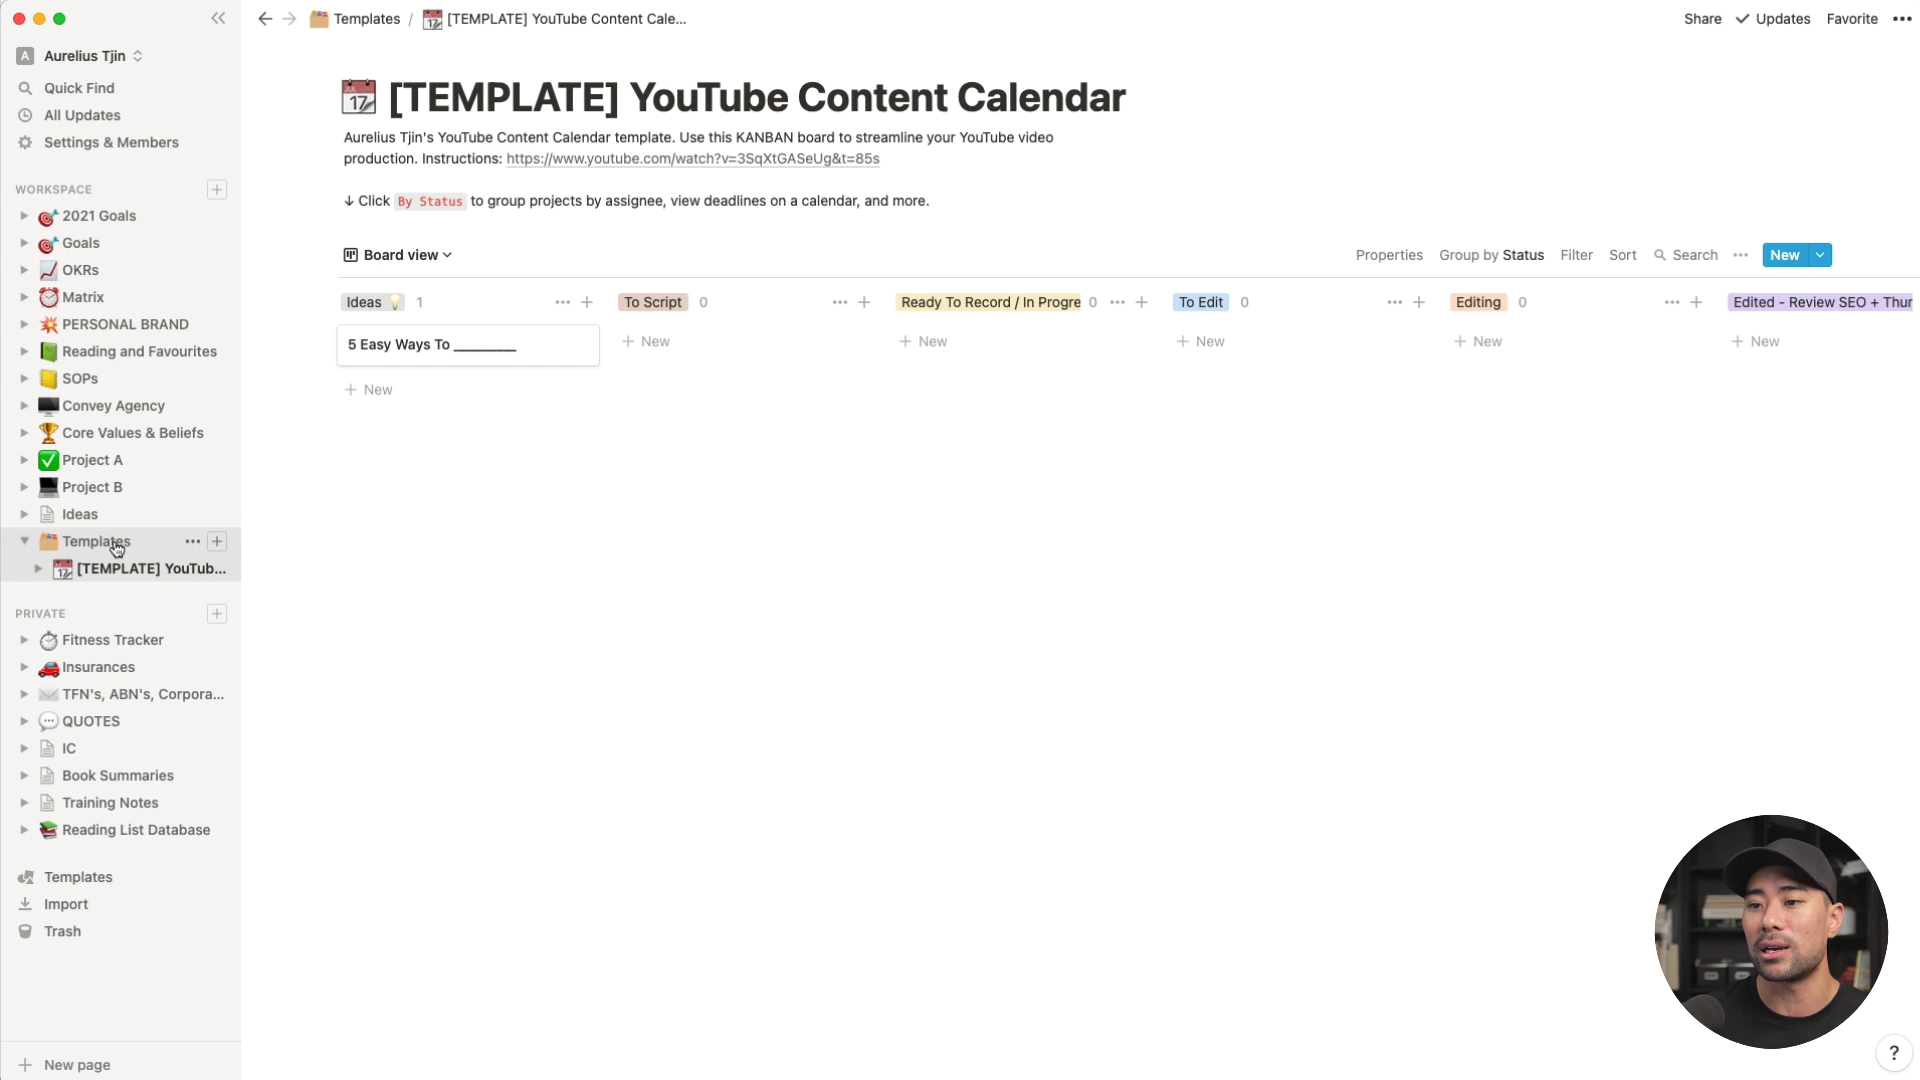 Aurelius Tjin
Quick Find
All Updates
Settings & Members
WORKSPACE
2021 Goals
Goals
OKRs
Matrix
PERSONAL BRAND
Reading and Favourites
SOPs
Convey Agency
Core Values & Beliefs
Project A
Project B
Ideas
Templates
[TEMPLATE] YouTub...
PRIVATE
Fitness Tracker
Insurances
TFN's, ABN's, Corpora...
QUOTES
IC
Book Summaries
Training Notes
Reading List Database
Templates
Import
Trash
New page
Templates / [TEMPLATE] YouTube Content Cale...
Share Updates Favorite
[TEMPLATE] YouTube Content Calendar
Aurelius Tjin's YouTube Content Calendar template. Use this KANBAN board to streamline your YouTube video
production. Instructions: https://www.youtube.com/watch?v=3SqXtGASeUg&t=85s
↓ Click By Status to group projects by assignee, view deadlines on a calendar, and more.
Board view
Properties Group by Status Filter Sort Search New
Ideas 1
To Script 0
Ready To Record / In Progre 0
To Edit 0
Editing 0
Edited - Review SEO + Thur
5 Easy Ways To _________
New
New
New
New
New
New
?